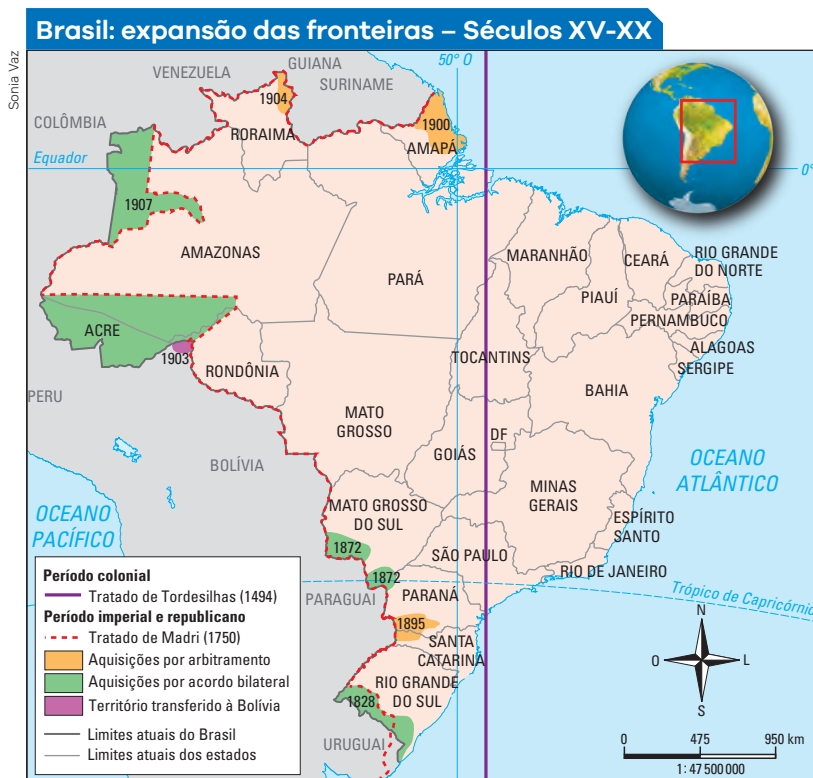 Brasil: expansão das fronteiras – Séculos XV-XX
Sonia Vaz
50° O
GUIANA
VENEZUELA
SURINAME
1904
COLÔMBIA
1900
RORAIMA
AMAPÁ
Equador
0°
1907
AMAZONAS
PARÁ
MARANHÃO
CEARÁ
RIO GRANDE
DO NORTE
PIAUÍ
PARAÍBA
PERNAMBUCO
ACRE
ALAGOAS
1903
TOCANTINS
SERGIPE
RONDÔNIA
PERU
BAHIA
MATO
GROSSO
DF
BOLÍVIA
GOIÁS
OCEANO
ATLÂNTICO
MINAS
GERAIS
MATO GROSSO
DO SUL
OCEANO
PACÍFICO
ESPÍRITO
SANTO
1872
SÃO PAULO
RIO DE JANEIRO
1872
Trópico de Capricórnio
PARAGUAI
PARANÁ
1895
SANTA
CATARINA
RIO GRANDE
DO SUL
1828
URUGUAI
Período colonial
Tratado de Tordesilhas (1494)
Período imperial e republicano
Tratado de Madri (1750)
Aquisições por arbitramento
Aquisições por acordo bilateral
Território transferido à Bolívia
Limites atuais do Brasil
Limites atuais dos estados
N
O
L
S
0 475 950 km
1: 47 500 000